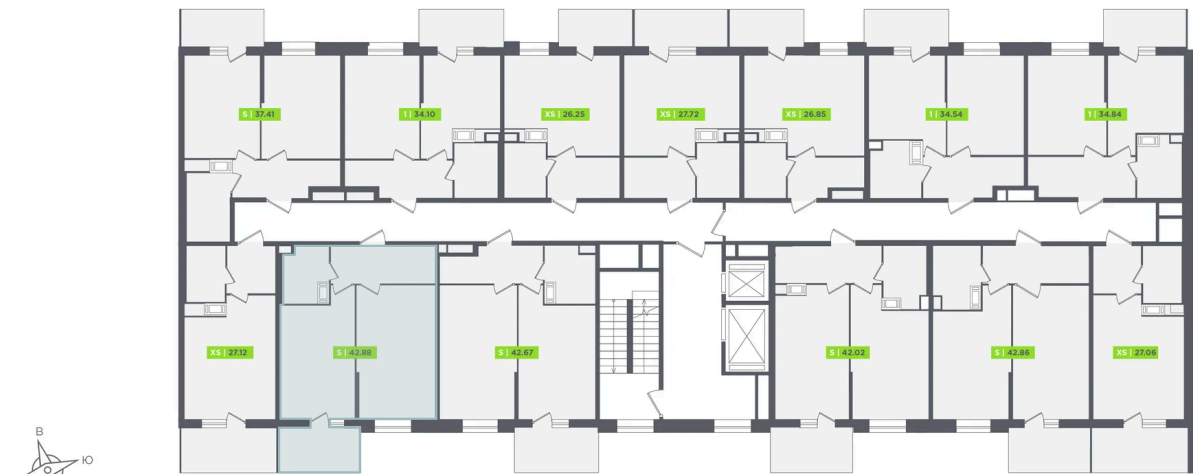 S | 37.41
1 | 34.10
XS | 26.25
XS | 27.72
XS | 26.85
1 | 34.54
1 | 34.84
XS | 27.12
S | 42.88
S | 42.67
S | 42.02
S | 42.86
XS | 27.06
В
Ю